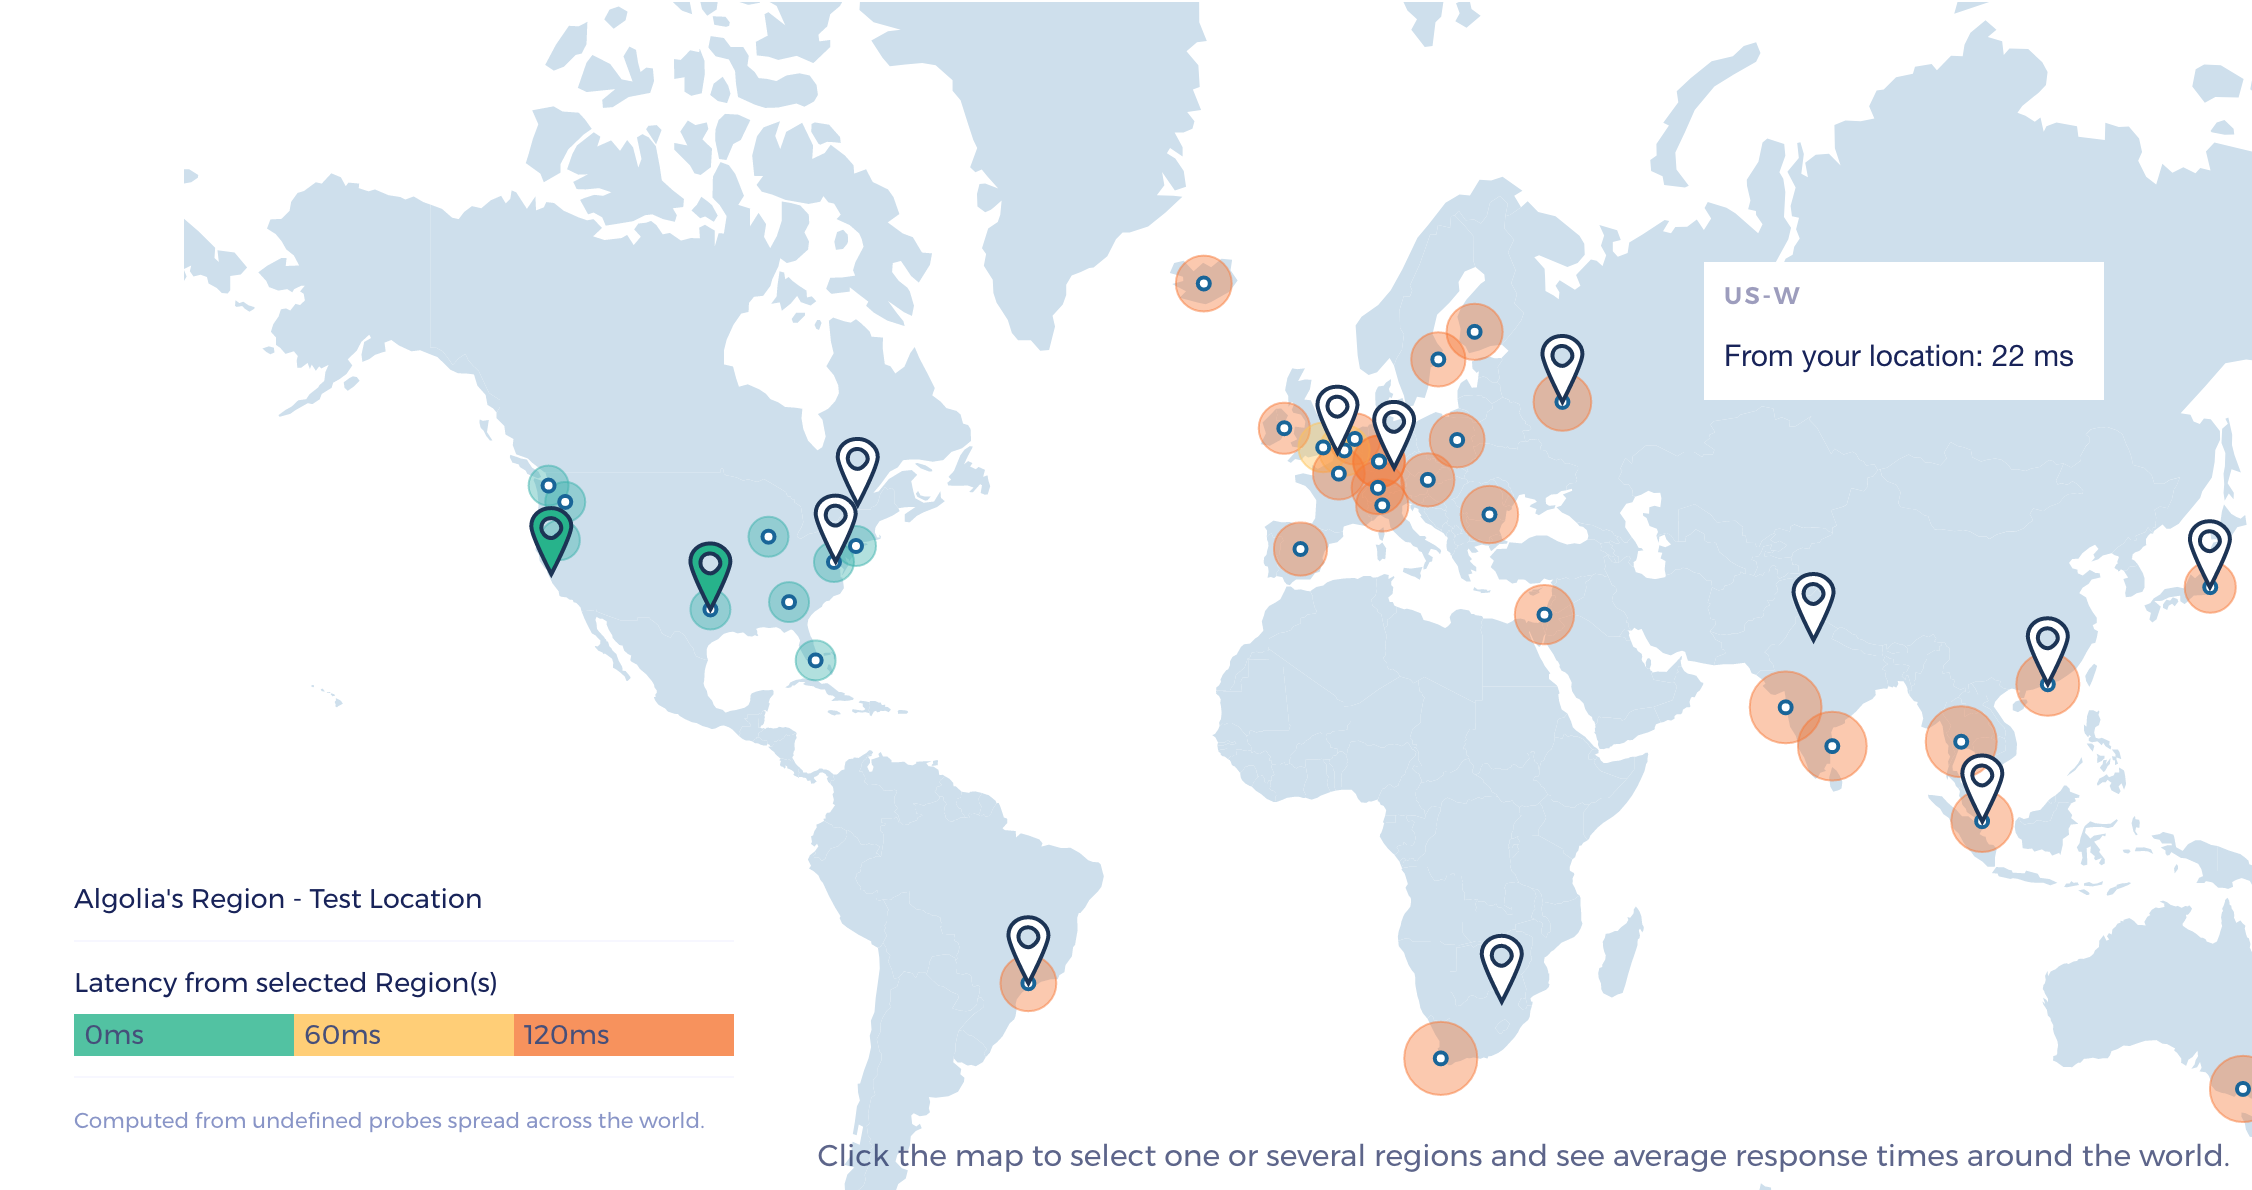 US-W
From your location: 22 ms
Algolia's Region - Test Location
Latency from selected Region(s)
0ms 60ms 120ms
Computed from undefined probes spread across the world.
Click the map to select one or several regions and see average response times around the world.